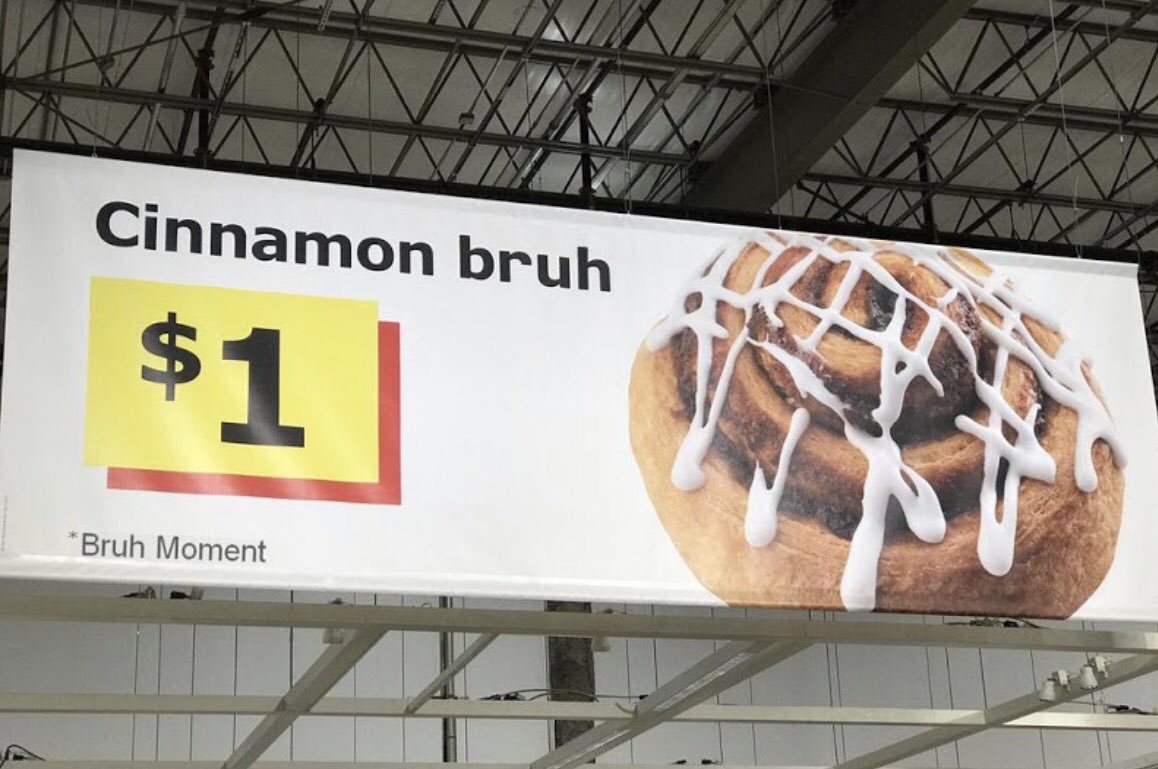 Cinnamon bruh
$1
*Bruh Moment